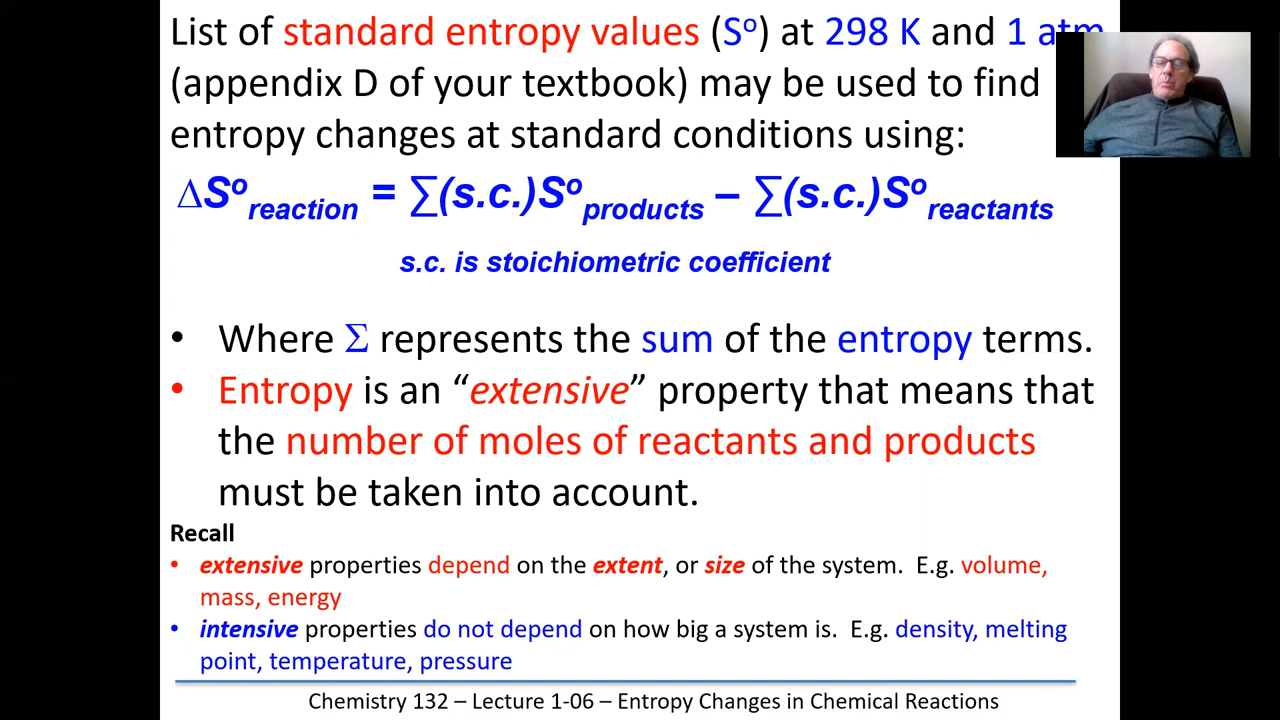 List of standard entropy values (Sº) at 298 K and 1 atm
(appendix D of your textbook) may be used to find
entropy changes at standard conditions using:
ΔSº reaction = ∑(s.c.)Sº products – ∑(s.c.)Sº reactants
s.c. is stoichiometric coefficient
• Where Σ represents the sum of the entropy terms.
• Entropy is an “extensive” property that means that
the number of moles of reactants and products
must be taken into account.
Recall
• extensive properties depend on the extent, or size of the system. E.g. volume,
mass, energy
• intensive properties do not depend on how big a system is. E.g. density, melting
point, temperature, pressure
Chemistry 132 – Lecture 1-06 – Entropy Changes in Chemical Reactions